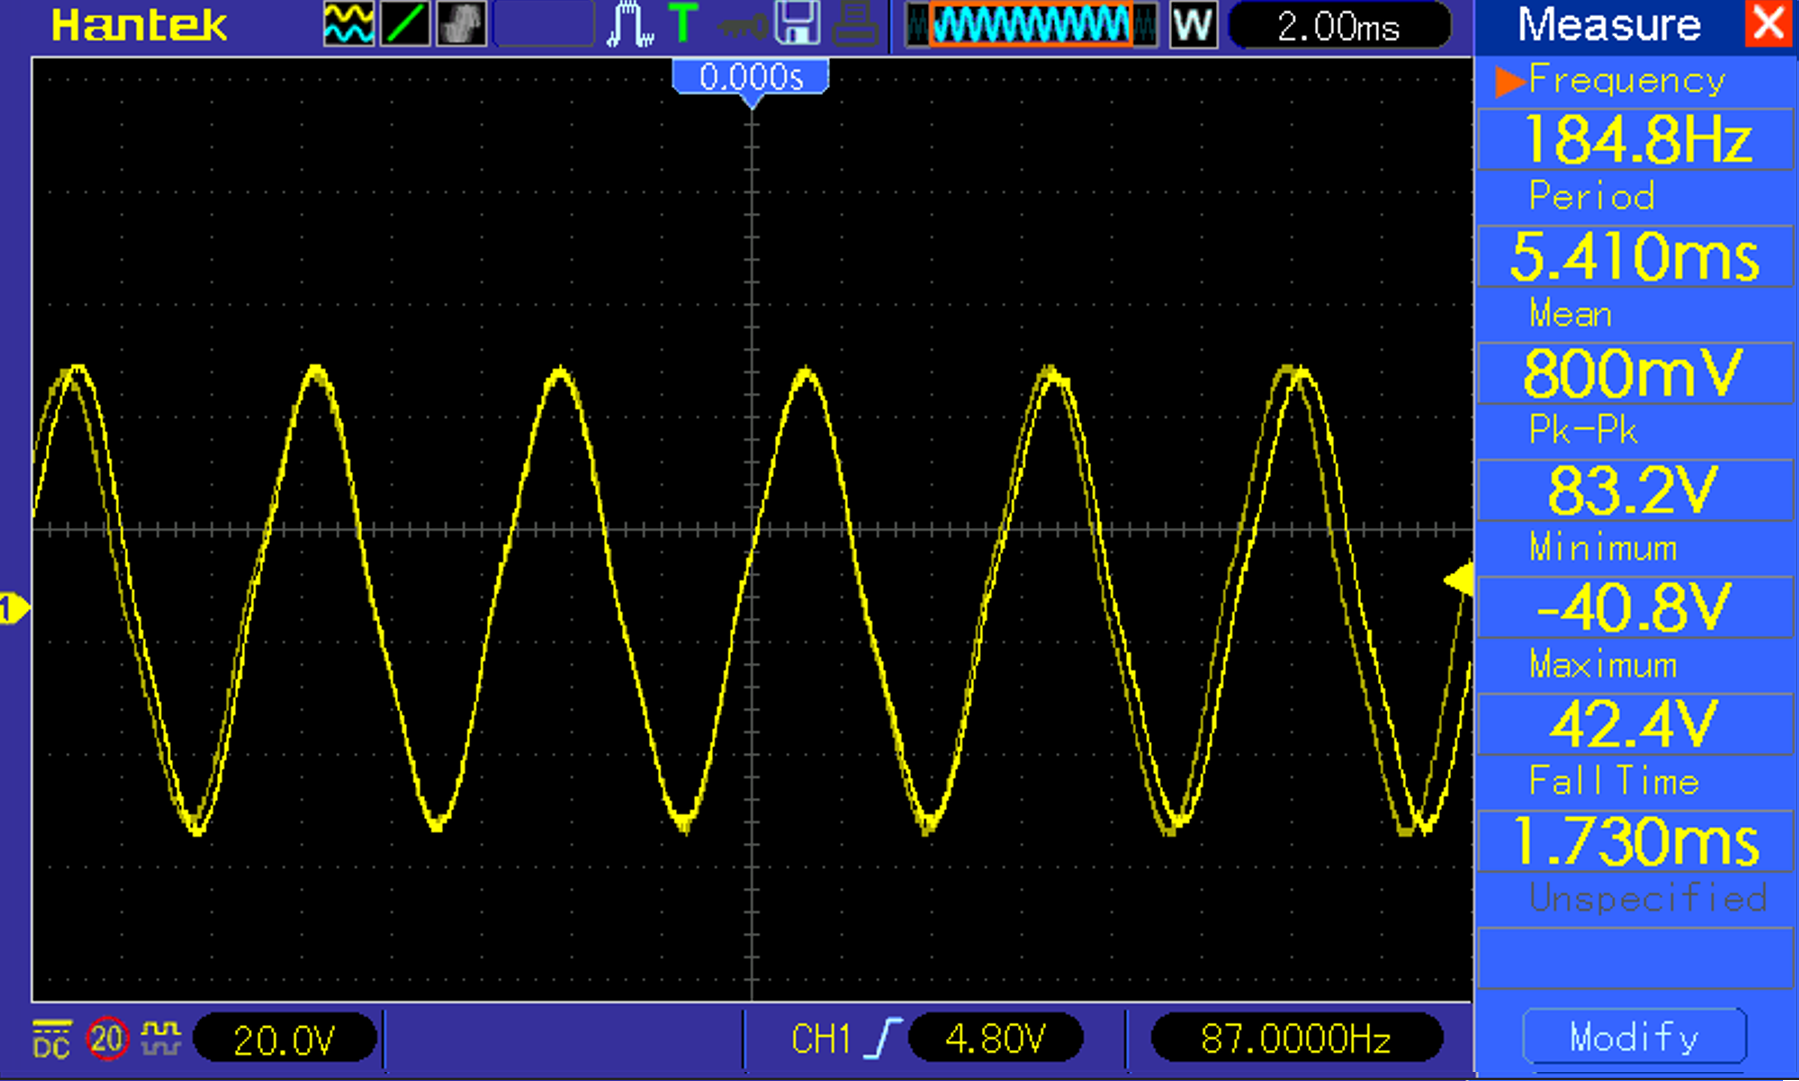 Hantek
T
W
2.00ms
Measure
0.000s
Frequency
184.8Hz
Period
5.410ms
Mean
800mV
Pk-Pk
83.2V
Minimum
-40.8V
Maximum
42.4V
Fall Time
1.730ms
Unspecified
1
DC
20
20.0V
CH1
4.80V
87.0000Hz
Modify